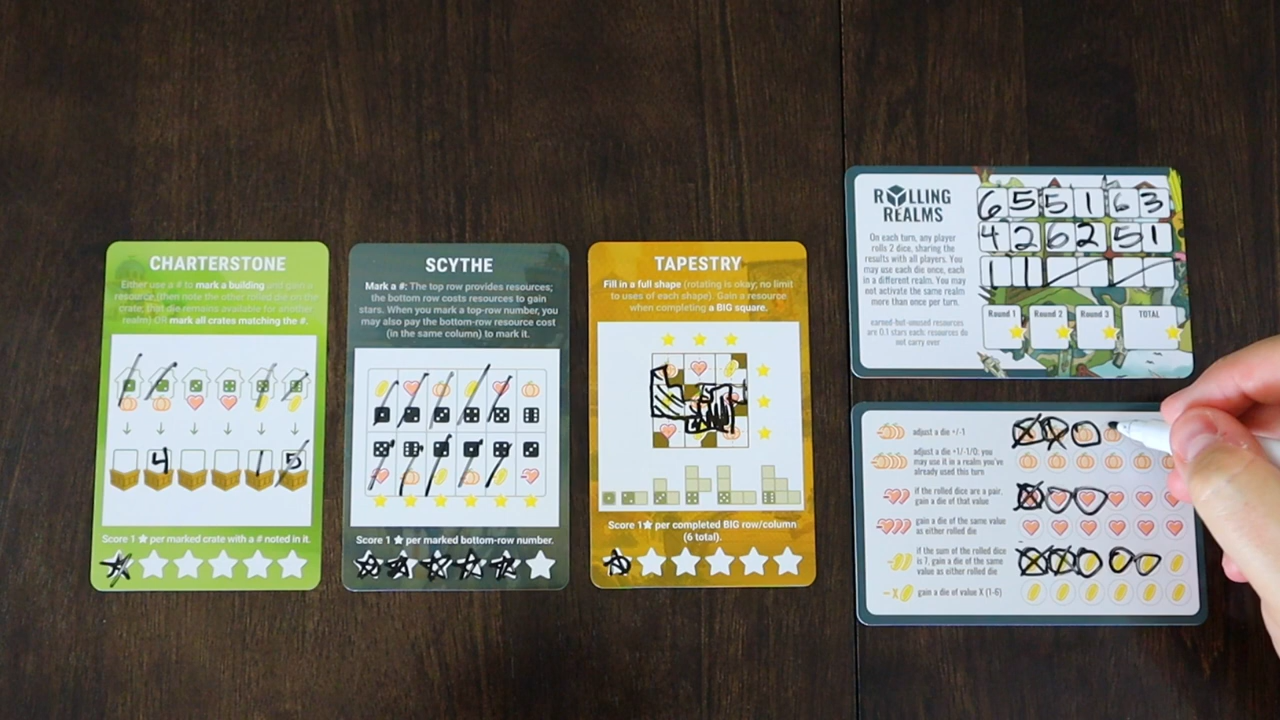 CHARTERSTONE
Either use a # to mark a building and gain a
resource (then note the other rolled die on the
crate; that die remains available for another
realm) OR mark all crates matching the #.
4 1 5
Score 1 ★ per marked crate with a # noted in it.
SCYTHE
Mark a #: The top row provides resources;
the bottom row costs resources to gain
stars. When you mark a top-row number, you
may also pay the bottom-row resource cost
(in the same column) to mark it.
Score 1 ★ per marked bottom-row number.
TAPESTRY
Fill in a full shape (rotating is okay; no limit
to uses of each shape). Gain a resource
when completing a BIG square.
Score 1★ per completed BIG row/column
(6 total).
ROLLING
REALMS
On each turn, any player
rolls 2 dice, sharing the
results with all players. You
may use each die once, each
in a different realm. You may
not activate the same realm
more than once per turn.
earned-but-unused resources
are 0.1 stars each; resources do
not carry over
6 5 5 1 6 3
4 2 6 2 5 1
1 1
Round 1 Round 2 Round 3 TOTAL
adjust a die +/-1
adjust a die +1/-1/0; you
may use it in a realm you've
already used this turn
if the rolled dice are a pair,
gain a die of that value
gain a die of the same value
as either rolled die
if the sum of the rolled dice
is 7, gain a die of the same
value as either rolled die
-X gain a die of value X (1-6)